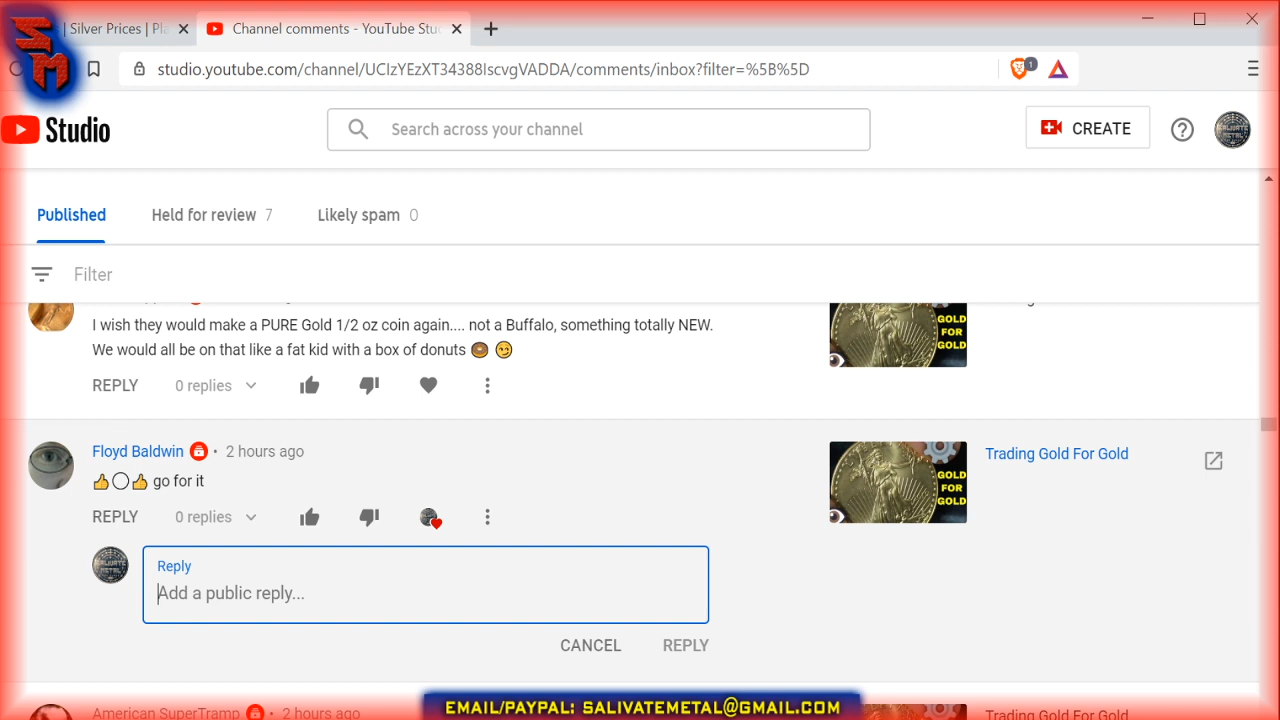 SM
| Silver Prices | Pla
Channel comments - YouTube Stud
studio.youtube.com/channel/UCIzYEzXT34388IscvgVADDA/comments/inbox?filter=%5B%5D
1
Studio
Search across your channel
CREATE
Published
Held for review 7
Likely spam 0
Filter
I wish they would make a PURE Gold 1/2 oz coin again.... not a Buffalo, something totally NEW.
We would all be on that like a fat kid with a box of donuts 🍩 😉
GOLD
FOR
GOLD
REPLY 0 replies
Floyd Baldwin • 2 hours ago
👍◯👍 go for it
REPLY 0 replies
GOLD
FOR
GOLD
Trading Gold For Gold
Reply
Add a public reply...
CANCEL REPLY
American SuperTramp • 2 hours ago
Trading Gold For Gold
EMAIL/PAYPAL: SALIVATEMETAL@GMAIL.COM